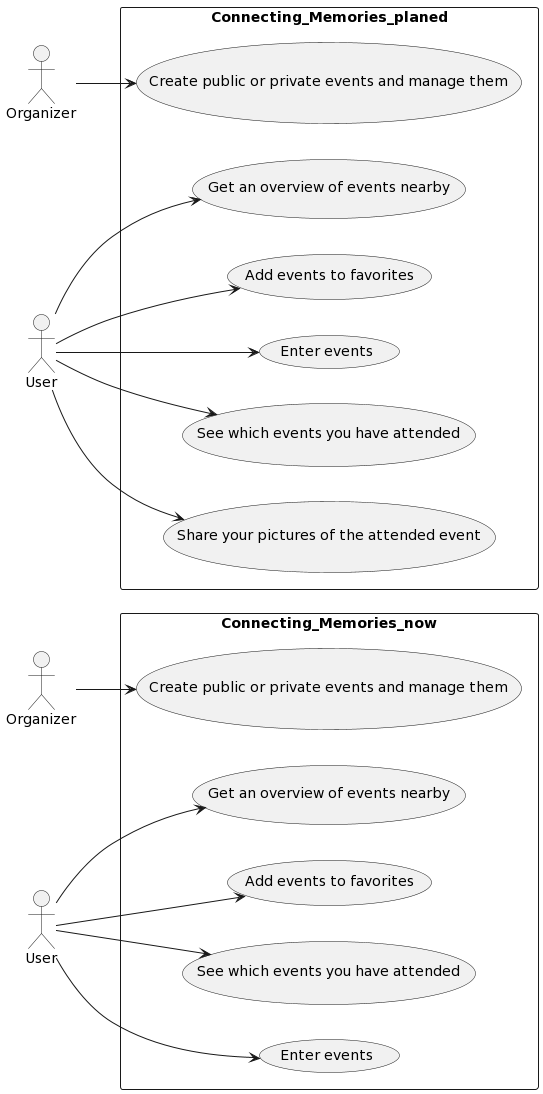 Connecting_Memories_planed
Create public or private events and manage them
Organizer
Get an overview of events nearby
Add events to favorites
Enter events
User
See which events you have attended
Share your pictures of the attended event
Connecting_Memories_now
Create public or private events and manage them
Organizer
Get an overview of events nearby
Add events to favorites
User
See which events you have attended
Enter events